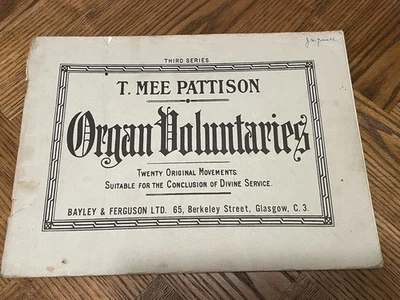 THIRD SERIES.
T. MEE PATTISON
Organ Voluntaries
TWENTY ORIGINAL MOVEMENTS
SUITABLE FOR THE CONCLUSION OF DIVINE SERVICE.
BAYLEY & FERGUSON LTD. 65, Berkeley Street, Glasgow, C. 3.